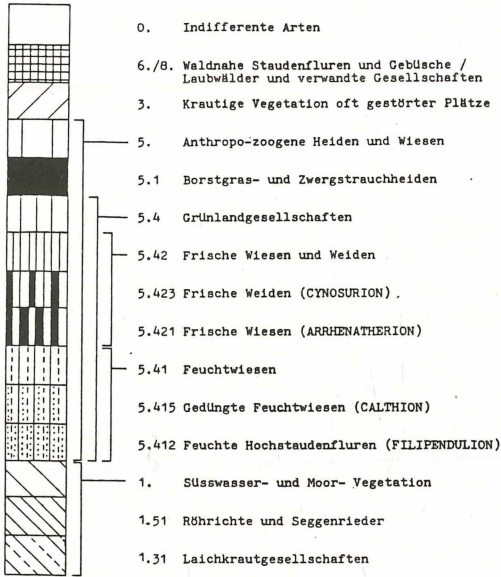 0. Indifferente Arten
6./8. Waldnahe Staudenfluren und Gebüsche /
Laubwälder und verwandte Gesellschaften
3. Krautige Vegetation oft gestörter Plätze
5. Anthropo-zoogene Heiden und Wiesen
5.1 Borstgras- und Zwergstrauchheiden
5.4 Grünlandgesellschaften
5.42 Frische Wiesen und Weiden
5.423 Frische Weiden (CYNOSURION)
5.421 Frische Wiesen (ARRHENATHERION)
5.41 Feuchtwiesen
5.415 Gedüngte Feuchtwiesen (CALTHION)
5.412 Feuchte Hochstaudenfluren (FILIPENDULION)
1. Süsswasser- und Moor- Vegetation
1.51 Röhrichte und Seggenrieder
1.31 Laichkrautgesellschaften